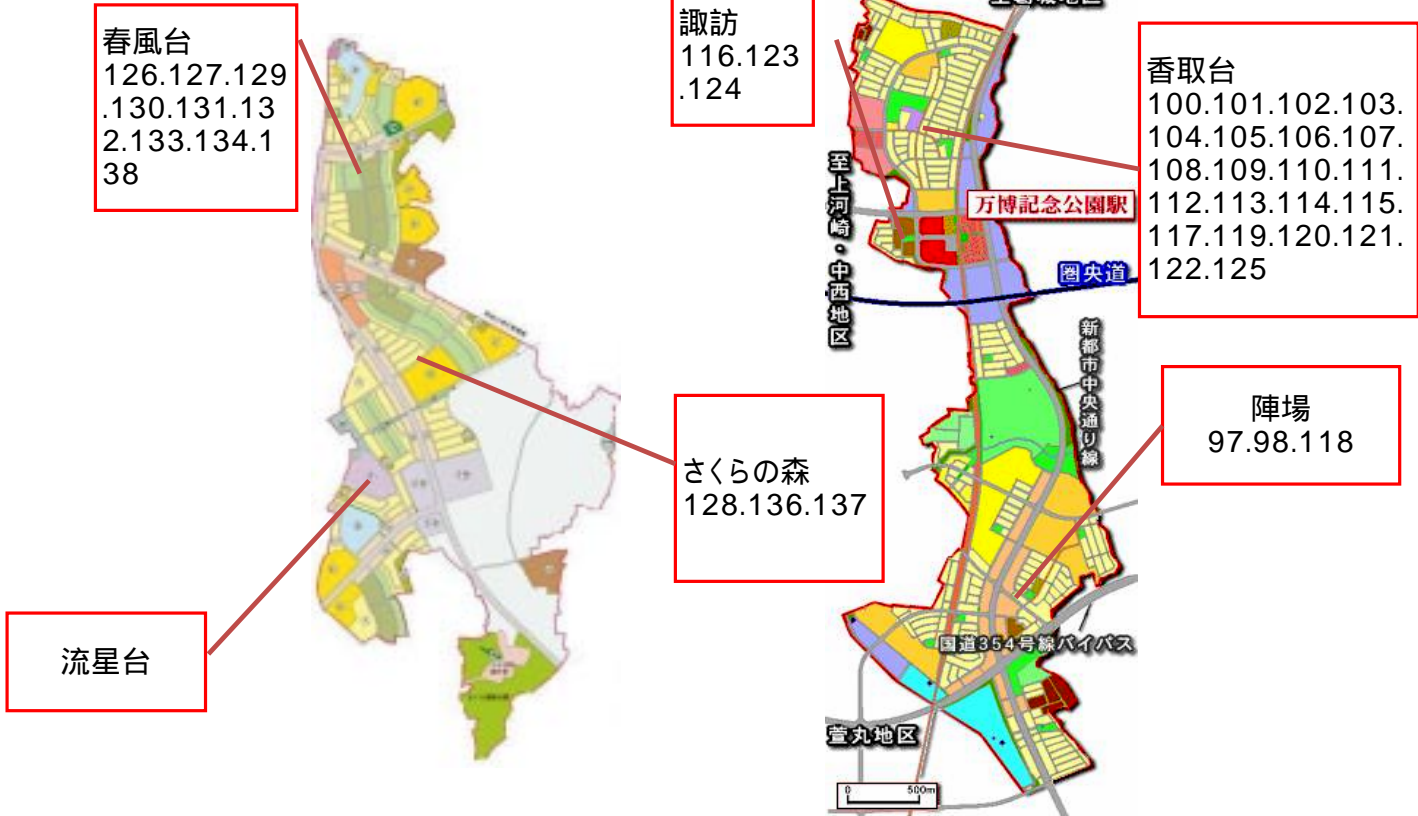 春風台
126.127.129
.130.131.13
2.133.134.1
38
諏訪
116.123
.124
香取台
100.101.102.103.
104.105.106.107.
108.109.110.111.
112.113.114.115.
117.119.120.121.
122.125
至上河崎・中西地区
万博記念公園駅
圏央道
新都市中央通り線
さくらの森
128.136.137
陣場
97.98.118
流星台
国道354号線バイパス
萱丸地区
0 500m